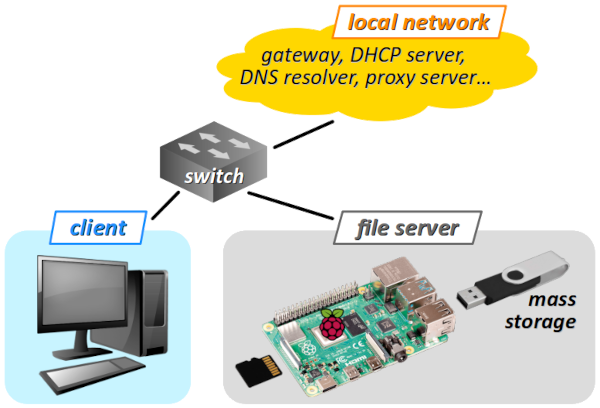 local network
gateway, DHCP server,
DNS resolver, proxy server...
switch
client
file server
mass
storage